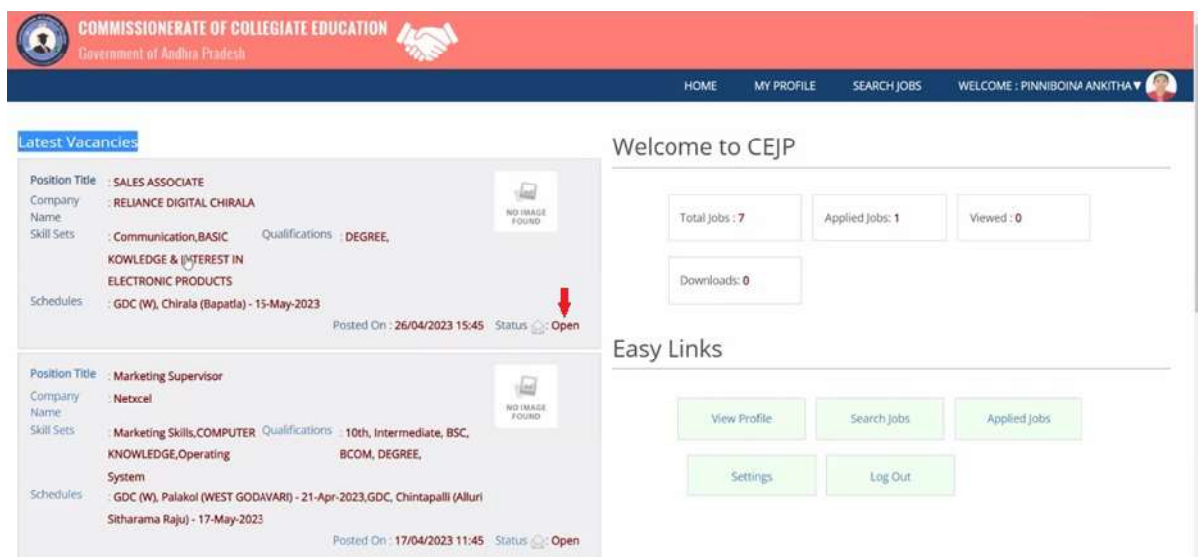 COMMISSIONERATE OF COLLEGIATE EDUCATION
Government of Andhra Pradesh
HOME MY PROFILE SEARCH JOBS WELCOME : PINNIBOINA ANKITHA ▼
Latest Vacancies
Position Title : SALES ASSOCIATE
Company Name : RELIANCE DIGITAL CHIRALA
NO IMAGE FOUND
Skill Sets : Communication,BASIC Qualifications : DEGREE,
KOWLEDGE & INTEREST IN
ELECTRONIC PRODUCTS
Schedules : GDC (W), Chirala (Bapatla) - 15-May-2023
Posted On : 26/04/2023 15:45 Status : Open
Position Title : Marketing Supervisor
Company Name : Netxcel
NO IMAGE FOUND
Skill Sets : Marketing Skills,COMPUTER Qualifications : 10th, Intermediate, BSC,
KNOWLEDGE,Operating BCOM, DEGREE,
System
Schedules : GDC (W), Palakol (WEST GODAVARI) - 21-Apr-2023,GDC, Chintapalli (Alluri
Sitharama Raju) - 17-May-2023
Posted On : 17/04/2023 11:45 Status : Open
Welcome to CEJP
Total Jobs : 7 Applied Jobs: 1 Viewed : 0
Downloads: 0
Easy Links
View Profile Search Jobs Applied Jobs
Settings Log Out